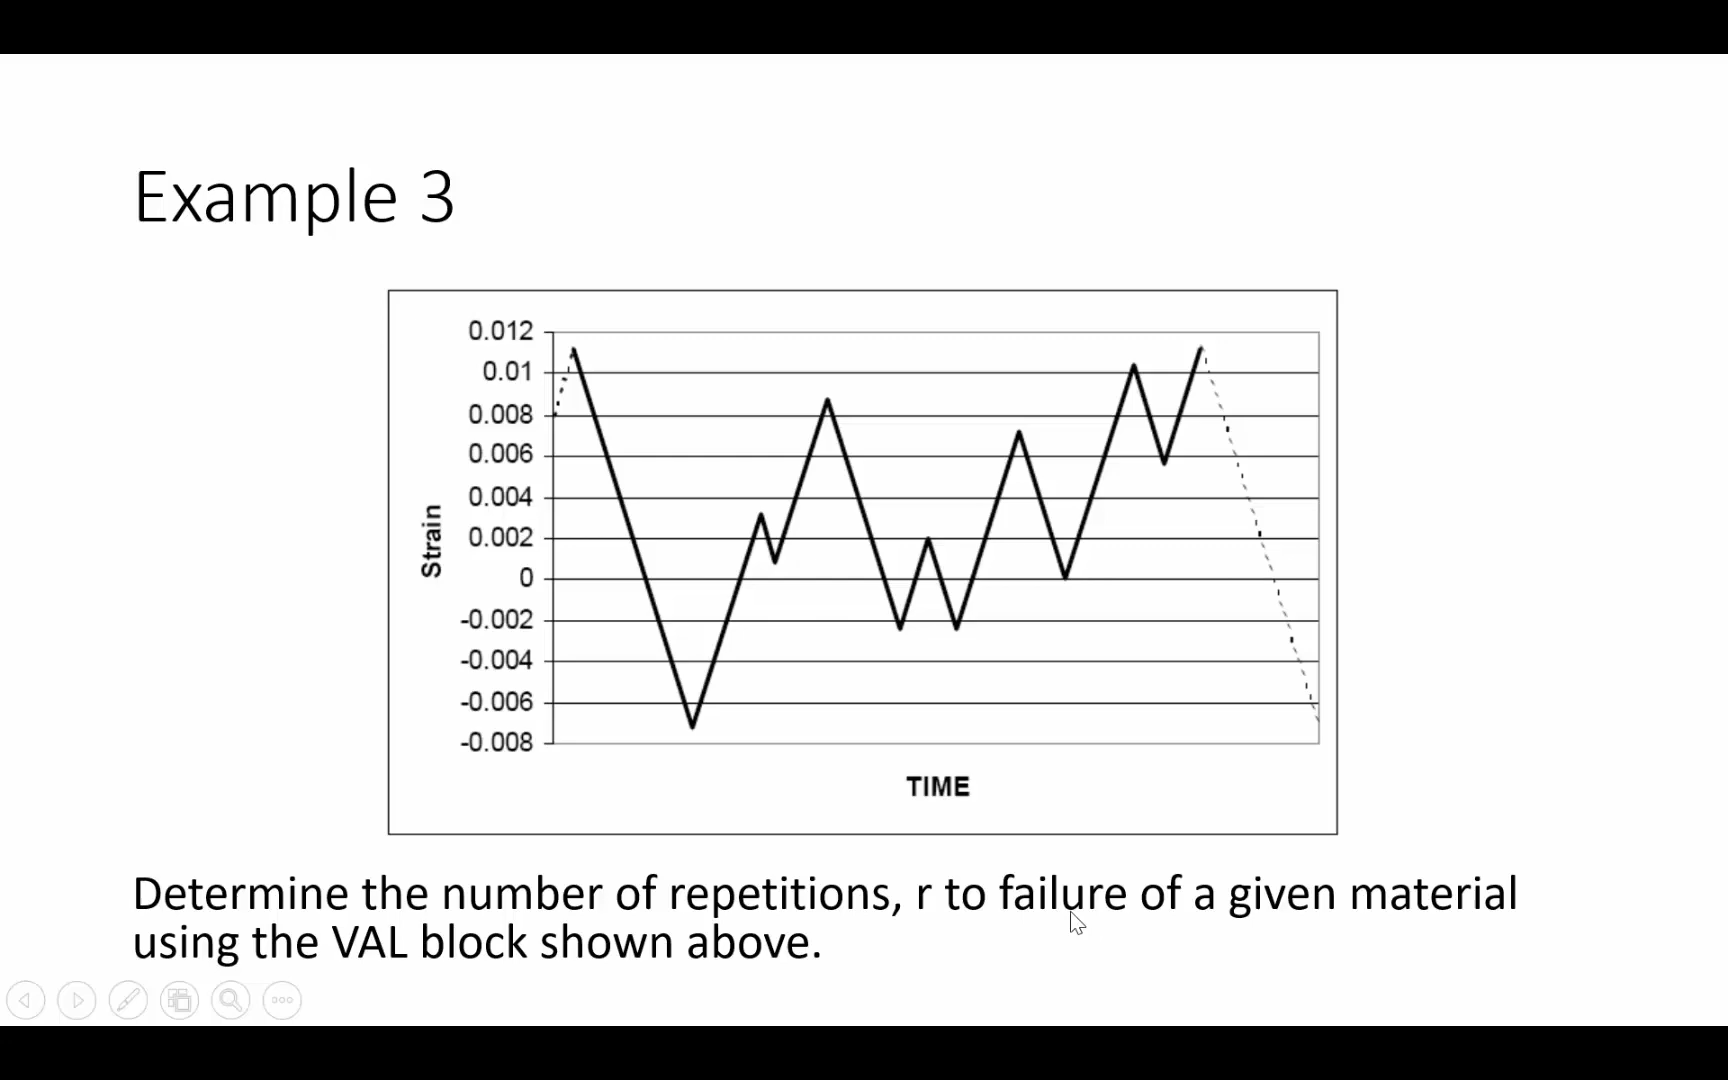 Example 3
0.012
0.01
0.008
0.006
0.004
0.002
0
-0.002
-0.004
-0.006
-0.008
Strain
TIME
Determine the number of repetitions, r to failure of a given material
using the VAL block shown above.